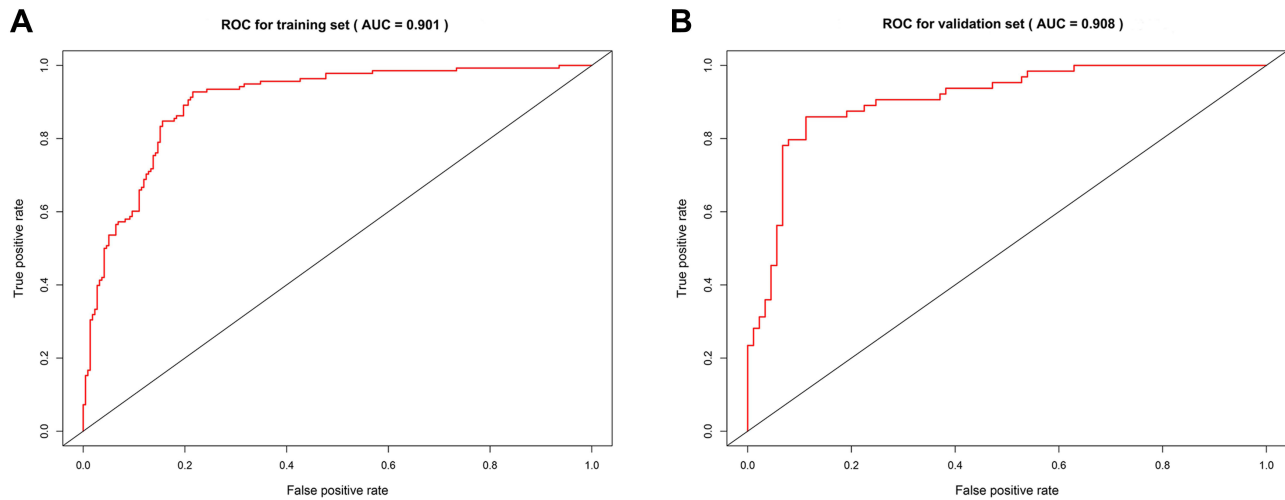 A
ROC for training set ( AUC = 0.901 )
True positive rate
1.0
0.8
0.6
0.4
0.2
0.0
0.0 0.2 0.4 0.6 0.8 1.0
False positive rate
B
ROC for validation set ( AUC = 0.908 )
True positive rate
1.0
0.8
0.6
0.4
0.2
0.0
0.0 0.2 0.4 0.6 0.8 1.0
False positive rate